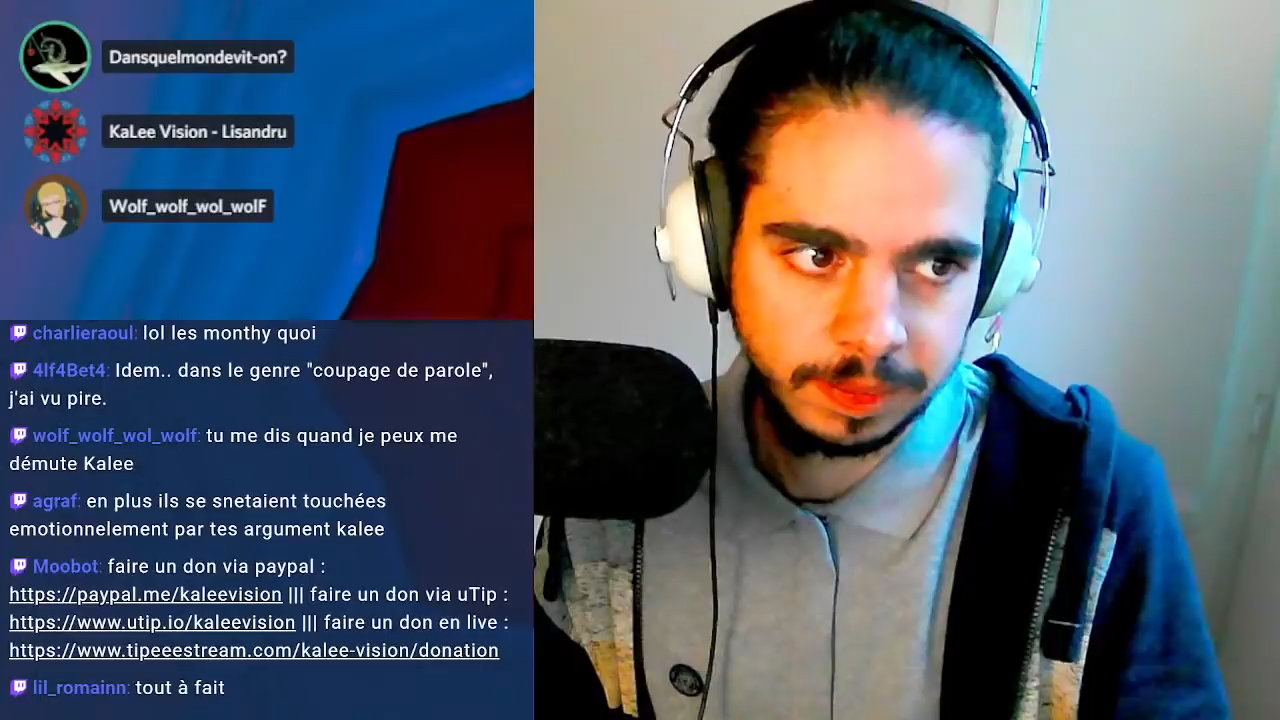 Dansquelmondevit-on?
KaLee Vision - Lisandru
Wolf_wolf_wol_wolF
charlieraoul: lol les monthy quoi
4lf4Bet4: Idem.. dans le genre "coupage de parole",
j'ai vu pire.
wolf_wolf_wol_wolf: tu me dis quand je peux me
démute Kalee
agraf: en plus ils se snetaient touchées
emotionnelement par tes argument kalee
Moobot: faire un don via paypal :
https://paypal.me/kaleevision ||| faire un don via uTip :
https://www.utip.io/kaleevision ||| faire un don en live :
https://www.tipeeestream.com/kalee-vision/donation
lil_romainn: tout à fait